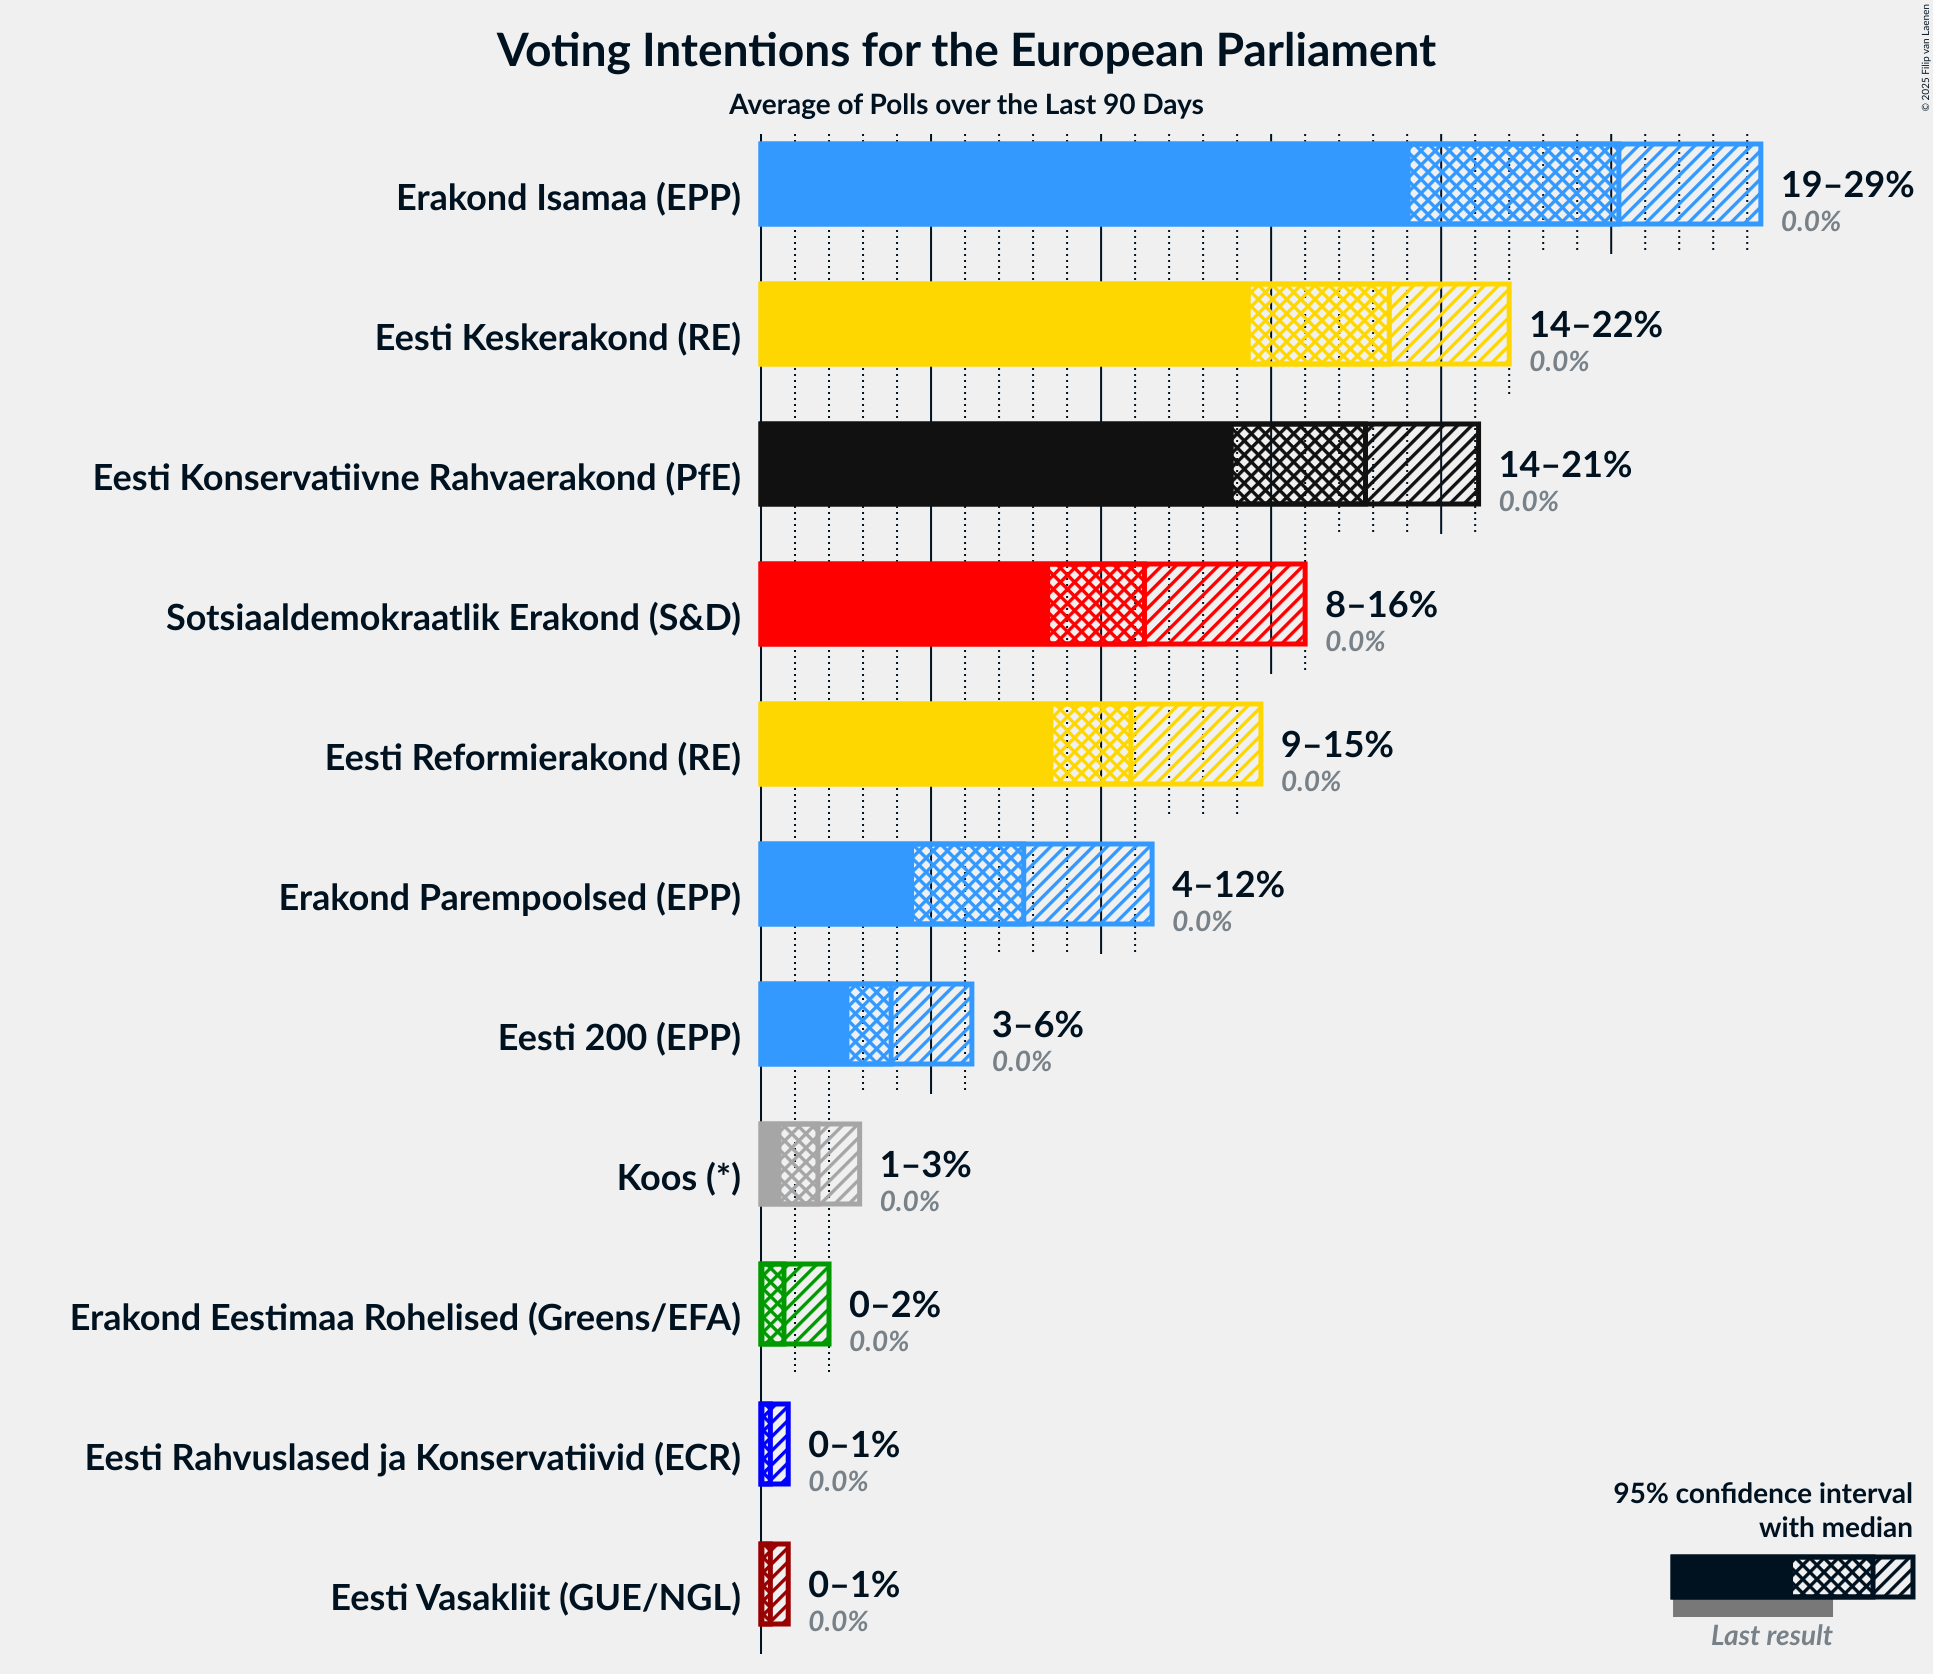 Voting Intentions for the European Parliament
Average of Polls over the Last 90 Days
© 2025 Filip van Laenen
Erakond Isamaa (EPP)
19–29%
0.0%
Eesti Keskerakond (RE)
14–22%
0.0%
Eesti Konservatiivne Rahvaerakond (PfE)
14–21%
0.0%
Sotsiaaldemokraatlik Erakond (S&D)
8–16%
0.0%
Eesti Reformierakond (RE)
9–15%
0.0%
Erakond Parempoolsed (EPP)
4–12%
0.0%
Eesti 200 (EPP)
3–6%
0.0%
Koos (*)
1–3%
0.0%
Erakond Eestimaa Rohelised (Greens/EFA)
0–2%
0.0%
Eesti Rahvuslased ja Konservatiivid (ECR)
0–1%
0.0%
Eesti Vasakliit (GUE/NGL)
0–1%
0.0%
95% confidence interval
with median
Last result